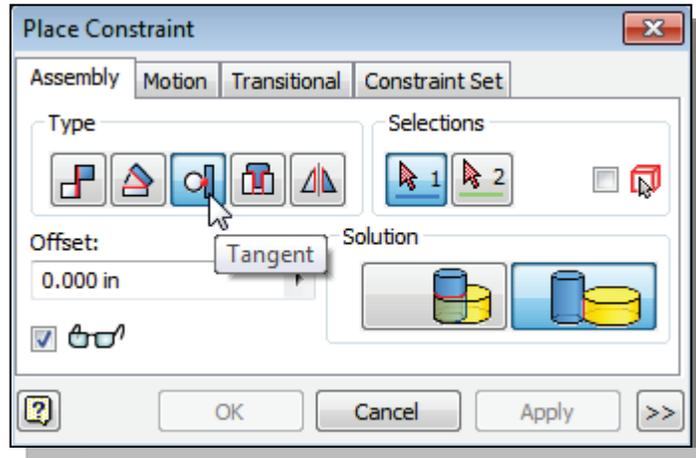 Place Constraint
Assembly Motion Transitional Constraint Set
Type
Selections
1 2
Offset:
Tangent
Solution
0.000 in
? OK Cancel Apply >>